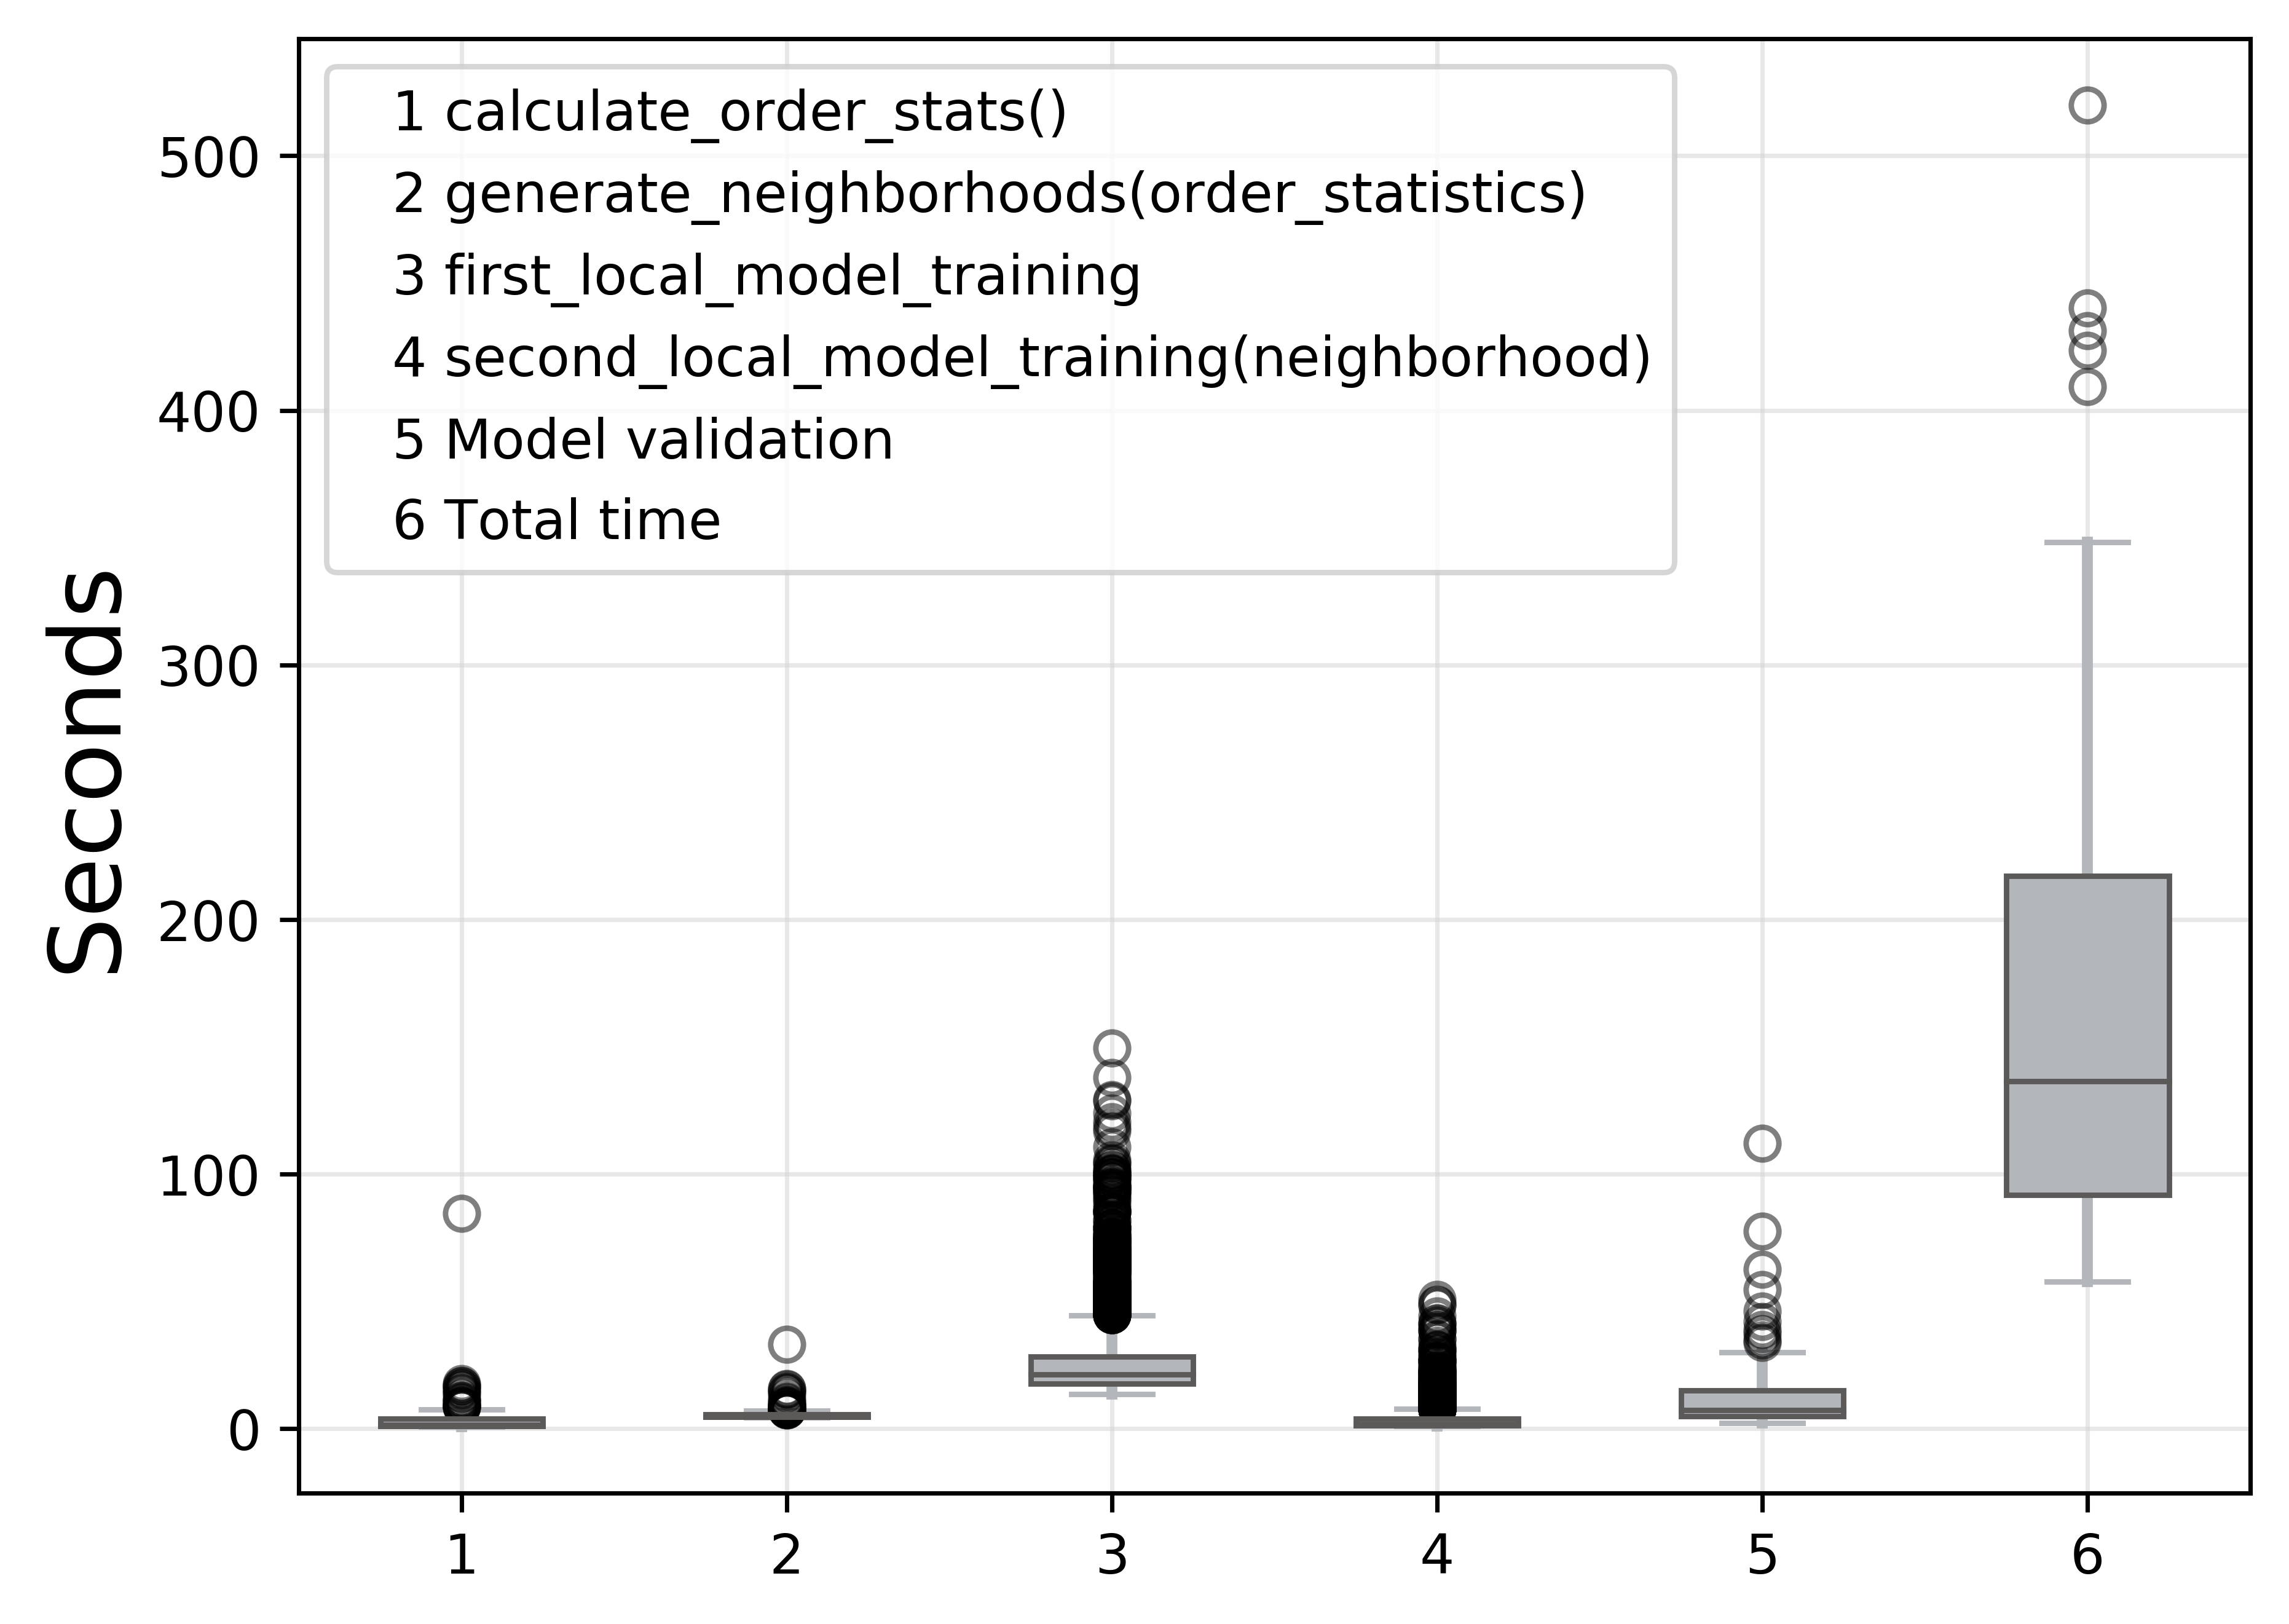 1 calculate_order_stats()
2 generate_neighborhoods(order_statistics)
3 first_local_model_training
4 second_local_model_training(neighborhood)
5 Model validation
6 Total time
Seconds
500
400
300
200
100
0
1 2 3 4 5 6